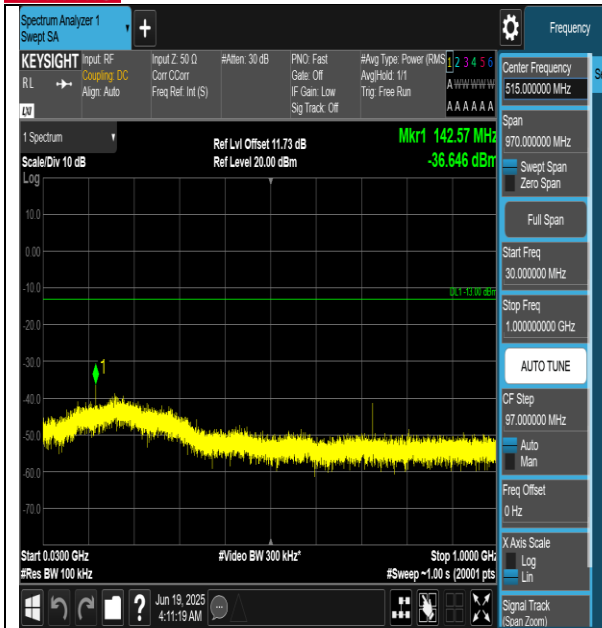 Spectrum Analyzer 1
Swept SA
+
Frequency
KEYSIGHT
RL
Input: RF
Coupling: DC
Align: Auto
Input Z: 50 Ω
Corr CCorr
Freq Ref: Int (S)
#Atten: 30 dB
PNO: Fast
Gate: Off
IF Gain: Low
Sig Track: Off
#Avg Type: Power (RMS
Avg|Hold: 1/1
Trig: Free Run
1 2 3 4 5 6
A W W W W W
A A A A A A
LXI
1 Spectrum
Scale/Div 10 dB
Log
Ref Lvl Offset 11.73 dB
Ref Level 20.00 dBm
Mkr1 142.57 MHz
-36.646 dBm
10.0
0.00
-10.0
DL1 -13.00 dBm
-20.0
-30.0
1
-40.0
-50.0
-60.0
-70.0
Start 0.0300 GHz
#Res BW 100 kHz
#Video BW 300 kHz*
Stop 1.0000 GHz
#Sweep ~1.00 s (20001 pts
Jun 19, 2025
4:11:19 AM
?
Center Frequency
515.000000 MHz
S
Span
970.000000 MHz
Swept Span
Zero Span
Full Span
Start Freq
30.000000 MHz
Stop Freq
1.000000000 GHz
AUTO TUNE
CF Step
97.000000 MHz
Auto
Man
Freq Offset
0 Hz
X Axis Scale
Log
Lin
Signal Track
(Span Zoom)